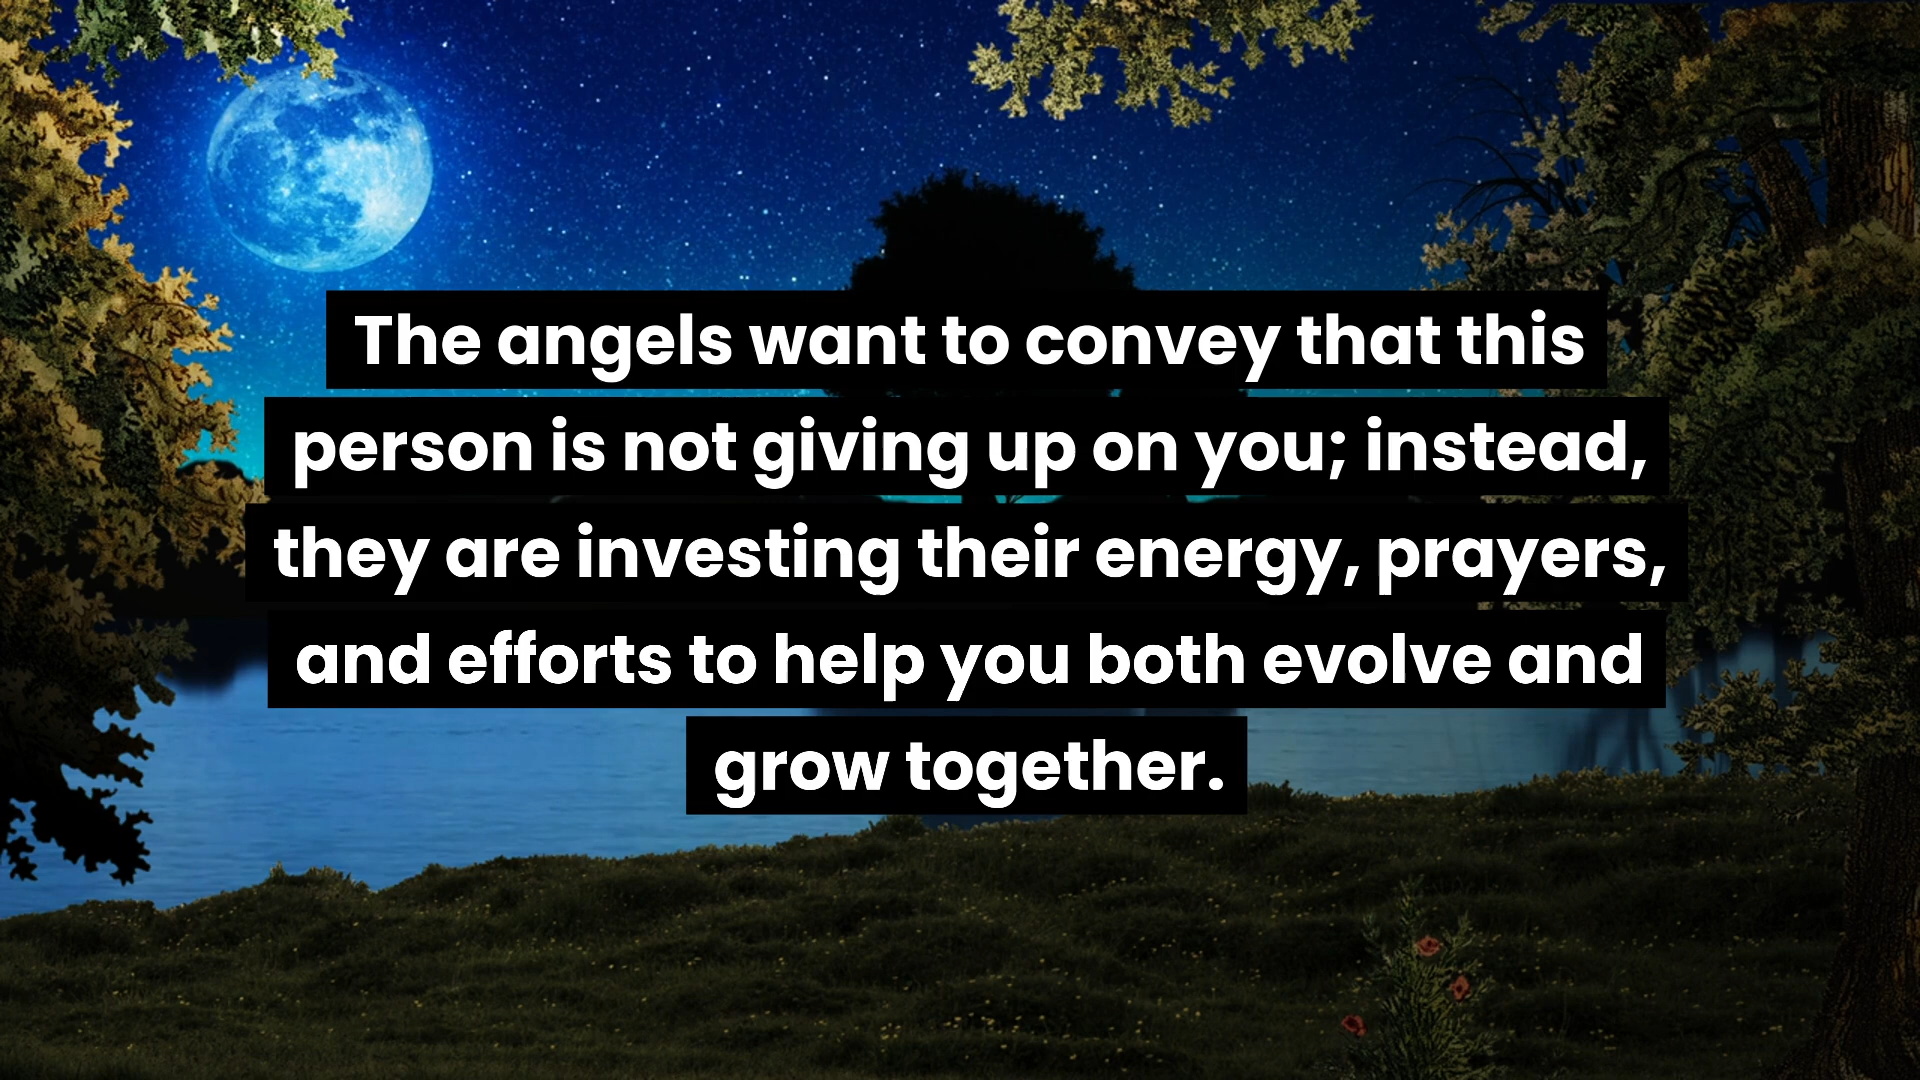 The angels want to convey that this
person is not giving up on you; instead,
they are investing their energy, prayers,
and efforts to help you both evolve and
grow together.